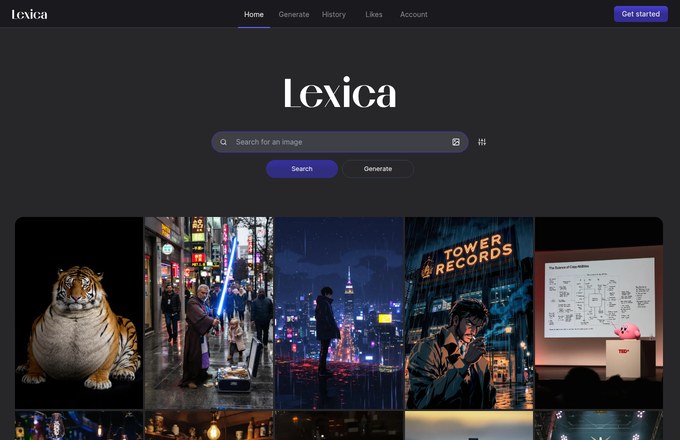 Lexica
Home Generate History Likes Account
Get started
Lexica
Search for an image
Search Generate
TOWER
RECORDS